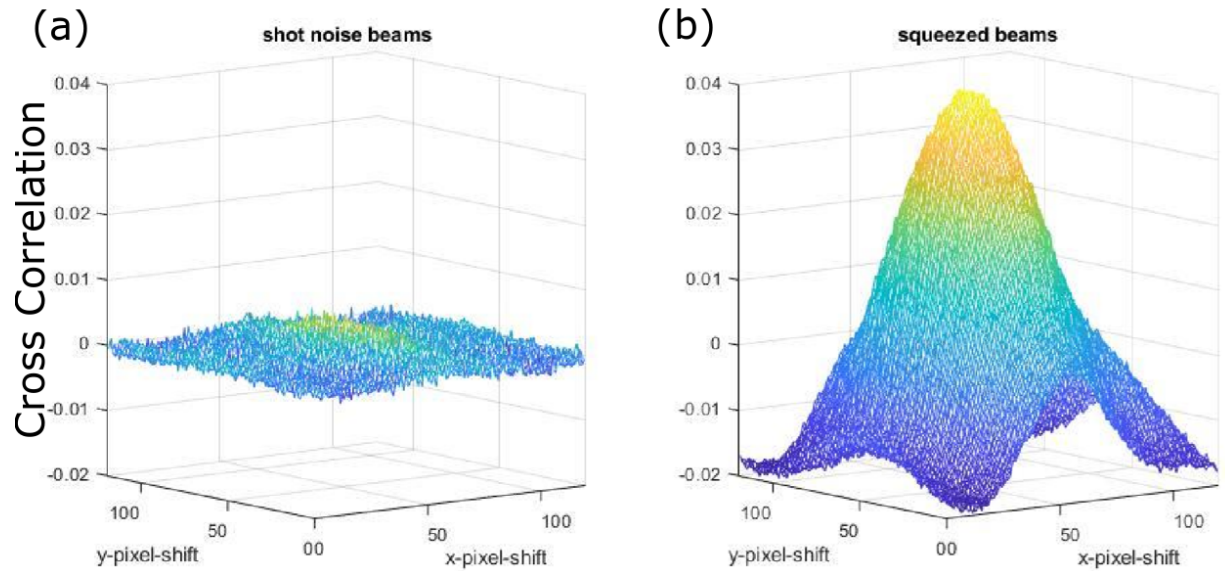 (a)
shot noise beams
Cross Correlation
0.04
0.03
0.02
0.01
0
-0.01
-0.02
100
50
00
50
100
y-pixel-shift
x-pixel-shift
(b)
squeezed beams
0.04
0.03
0.02
0.01
0
-0.01
-0.02
100
50
00
50
100
y-pixel-shift
x-pixel-shift